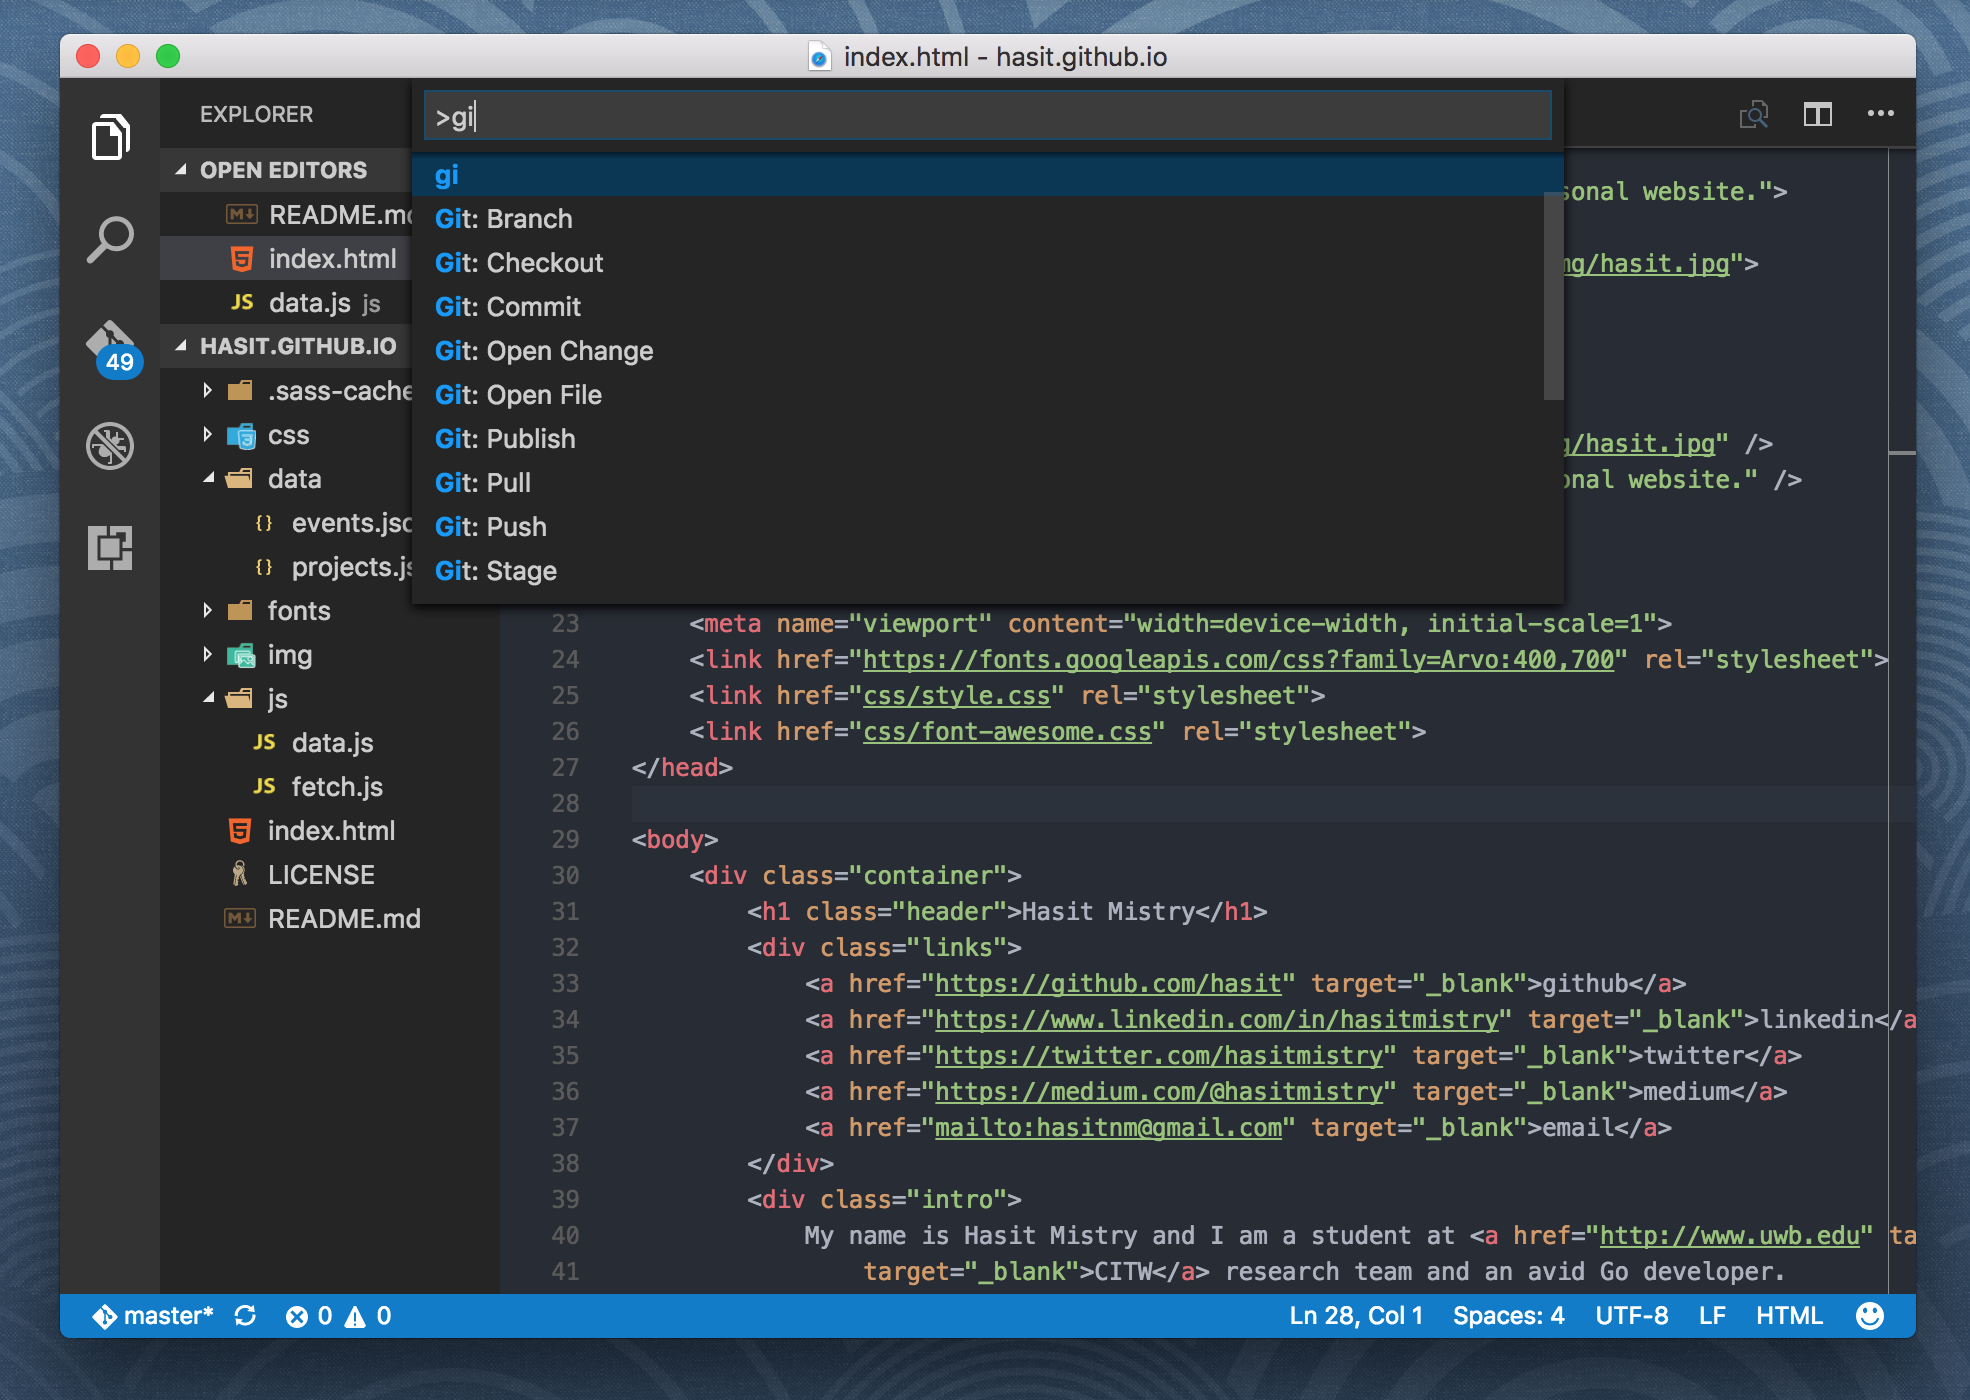 index.html - hasit.github.io
EXPLORER
>gi
OPEN EDITORS
README.md
index.html
data.js js
HASIT.GITHUB.IO
49
.sass-cache
css
data
events.jso
projects.js
fonts
img
js
JS data.js
JS fetch.js
index.html
LICENSE
README.md
gi
Git: Branch
Git: Checkout
Git: Commit
Git: Open Change
Git: Open File
Git: Publish
Git: Pull
Git: Push
Git: Stage
sonal website.">
mg/hasit.jpg">
g/hasit.jpg" />
onal website." />
23 <meta name="viewport" content="width=device-width, initial-scale=1">
24 <link href="https://fonts.googleapis.com/css?family=Arvo:400,700" rel="stylesheet">
25 <link href="css/style.css" rel="stylesheet">
26 <link href="css/font-awesome.css" rel="stylesheet">
27 </head>
28
29 <body>
30 <div class="container">
31 <h1 class="header">Hasit Mistry</h1>
32 <div class="links">
33 <a href="https://github.com/hasit" target="_blank">github</a>
34 <a href="https://www.linkedin.com/in/hasitmistry" target="_blank">linkedin</a
35 <a href="https://twitter.com/hasitmistry" target="_blank">twitter</a>
36 <a href="https://medium.com/@hasitmistry" target="_blank">medium</a>
37 <a href="mailto:hasitnm@gmail.com" target="_blank">email</a>
38 </div>
39 <div class="intro">
40 My name is Hasit Mistry and I am a student at <a href="http://www.uwb.edu" ta
41 target="_blank">CITW</a> research team and an avid Go developer.
master* 0 0 Ln 28, Col 1 Spaces: 4 UTF-8 LF HTML